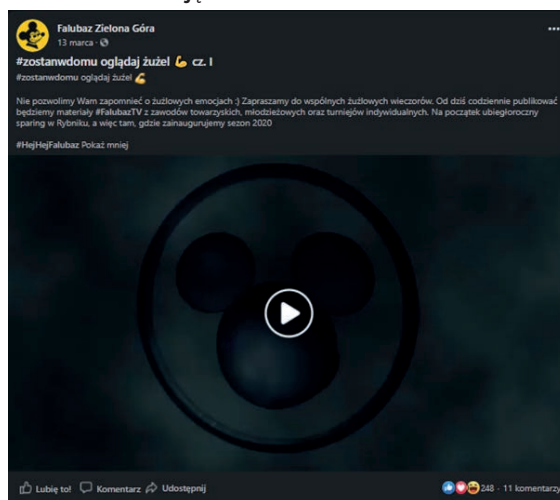 Falubaz Zielona Góra
13 marca ·
#zostanwdomu oglądaj żużel 💪 cz. I
#zostanwdomu oglądaj żużel 💪
Nie pozwolimy Wam zapomnieć o żużlowych emocjach :) Zapraszamy do wspólnych żużlowych wieczorów. Od dziś codziennie publikować
będziemy materiały #FalubazTV z zawodów towarzyskich, młodzieżowych oraz turniejów indywidualnych. Na początek ubiegłoroczny
sparing w Rybniku, a więc tam, gdzie zainaugurujemy sezon 2020
#HejHejFalubaz Pokaż mniej
Lubię to! Komentarz Udostępnij 248 · 11 komentarzy